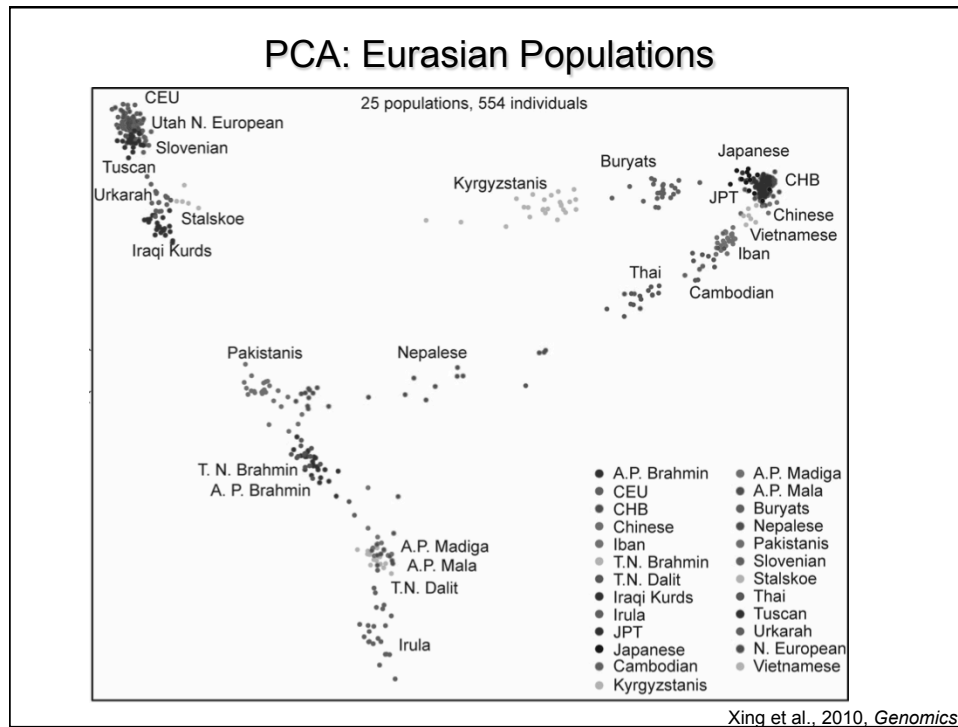 PCA: Eurasian Populations
25 populations, 554 individuals
CEU
Utah N. European
Slovenian
Tuscan
Urkarah
Stalskoe
Iraqi Kurds
Kyrgyzstanis
Buryats
Japanese
CHB
JPT
Chinese
Vietnamese
Iban
Cambodian
Thai
Pakistanis
Nepalese
T. N. Brahmin
A. P. Brahmin
A.P. Madiga
A.P. Mala
T.N. Dalit
Irula
A.P. Brahmin
CEU
CHB
Chinese
Iban
T.N. Brahmin
T.N. Dalit
Iraqi Kurds
Irula
JPT
Japanese
Cambodian
Kyrgyzstanis
A.P. Madiga
A.P. Mala
Buryats
Nepalese
Pakistanis
Slovenian
Stalskoe
Thai
Tuscan
Urkarah
N. European
Vietnamese
Xing et al., 2010, Genomics